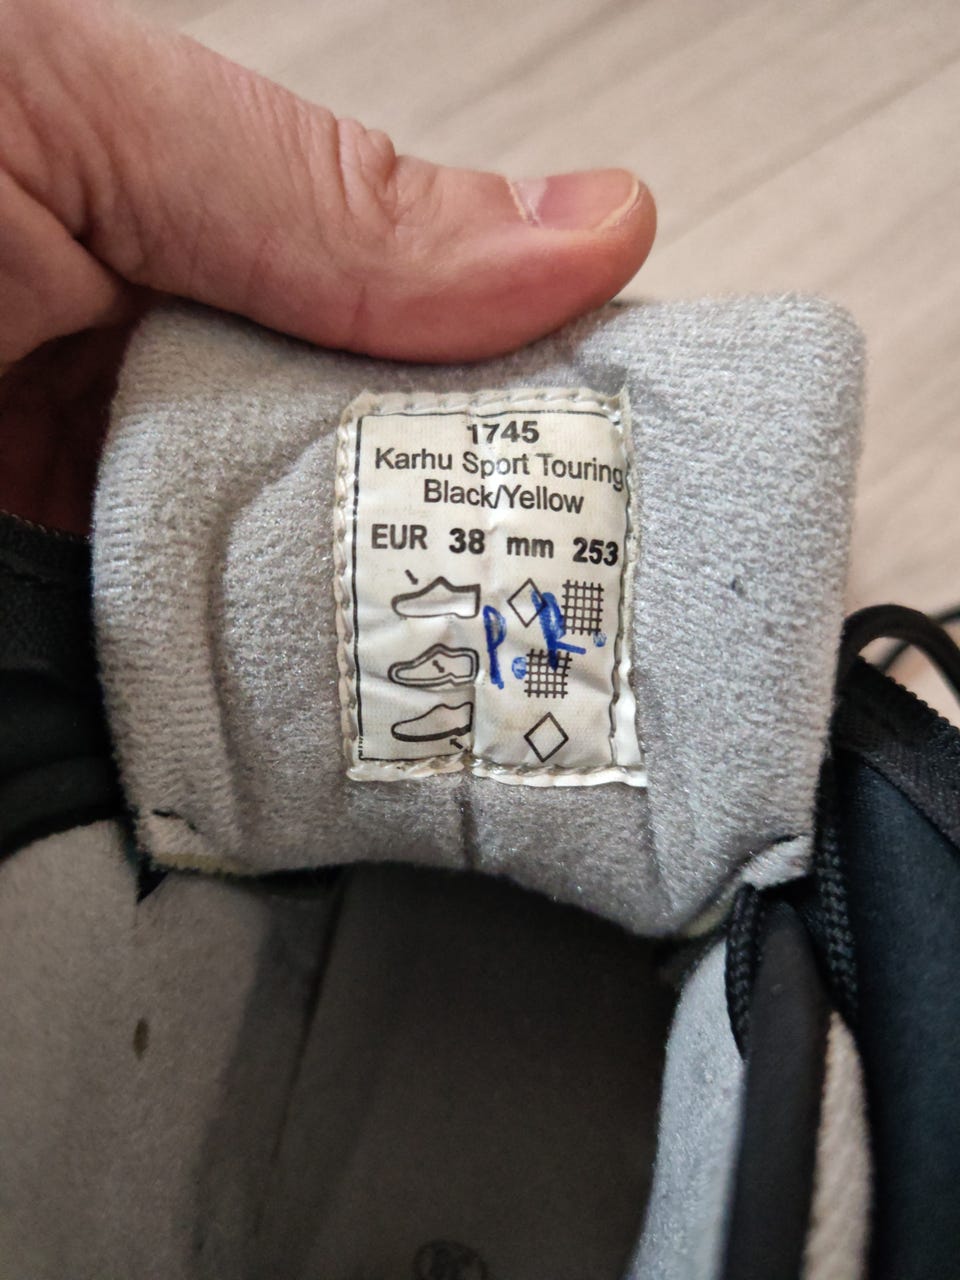 1745
Karhu Sport Touring
Black/Yellow
EUR 38 mm 253
P. R.